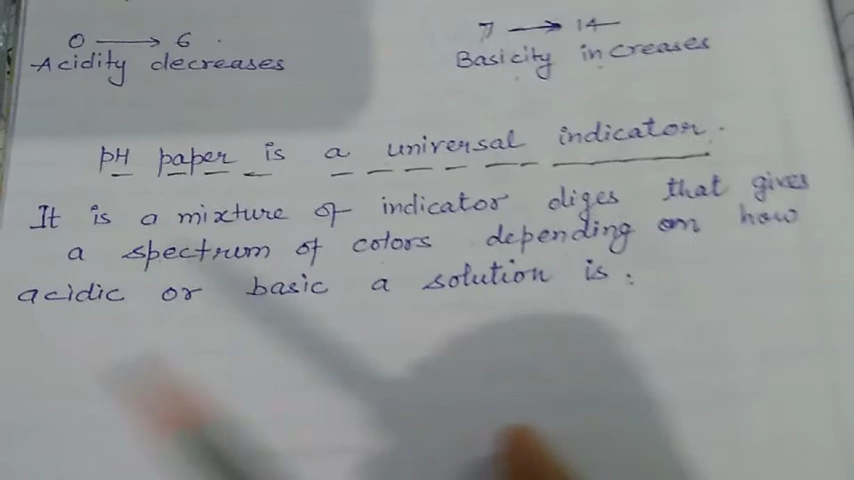 0 → 6 .
Acidity decreases
7 → 14
Basicity increases
pH paper is a universal indicator.
It is a mixture of indicator diges that gives
a spectrum of colors depending on how
acidic or basic a solution is.